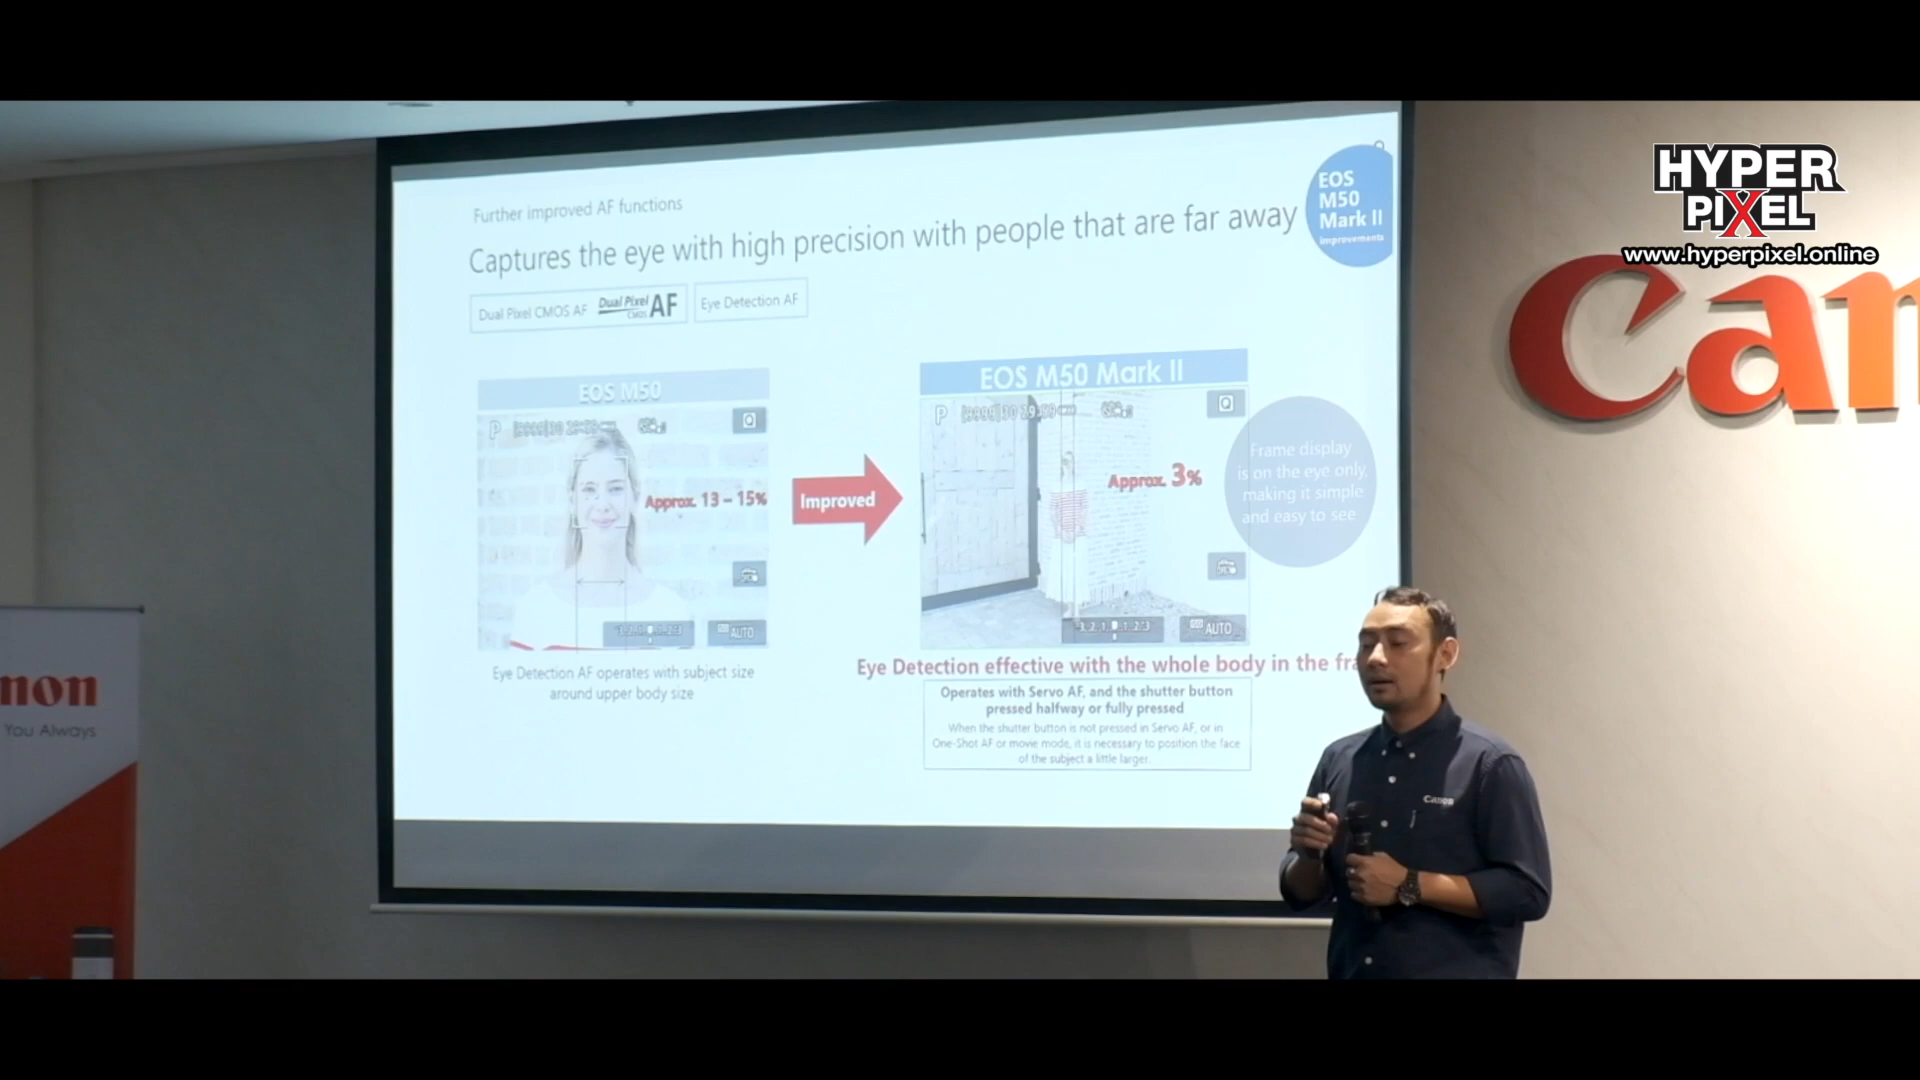 HYPER
PIXEL
www.hyperpixel.online
EOS
M50
Mark II
Improvements
Further improved AF functions
Captures the eye with high precision with people that are far away
Dual Pixel CMOS AF
Dual Pixel
CMOS
AF
Eye Detection AF
Can
EOS M50
P
Q
Approx. 13 – 15%
AUTO
Eye Detection AF operates with subject size
around upper body size
Improved
EOS M50 Mark II
P
Q
Approx. 3%
AUTO
Frame display
is on the eye only,
making it simple
and easy to see
Eye Detection effective with the whole body in the fra
Operates with Servo AF, and the shutter button
pressed halfway or fully pressed
When the shutter button is not pressed in Servo AF, or in
One-Shot AF or movie mode, it is necessary to position the face
of the subject a little larger.
non
You Always
Canon